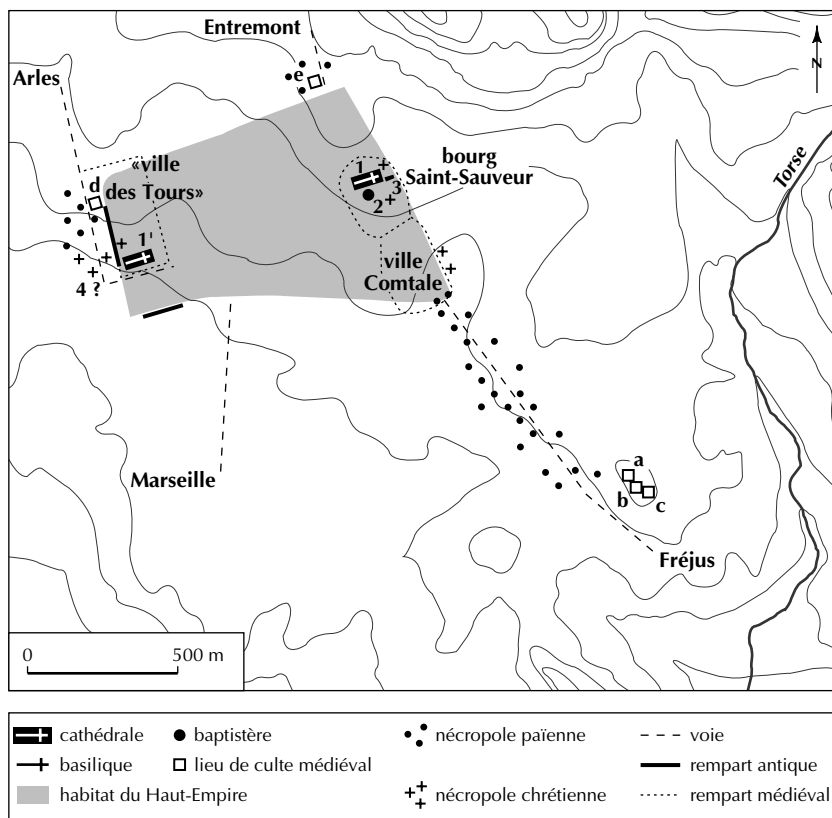 Entremont
N
Arles
e
bourg
Saint-Sauveur
Torse
«ville
des Tours»
d
1
3
2
1'
4 ?
ville
Comtale
Marseille
a
b
c
Fréjus
0 500 m
cathédrale baptistère nécropole païenne voie
basilique lieu de culte médiéval rempart antique
habitat du Haut-Empire nécropole chrétienne rempart médiéval